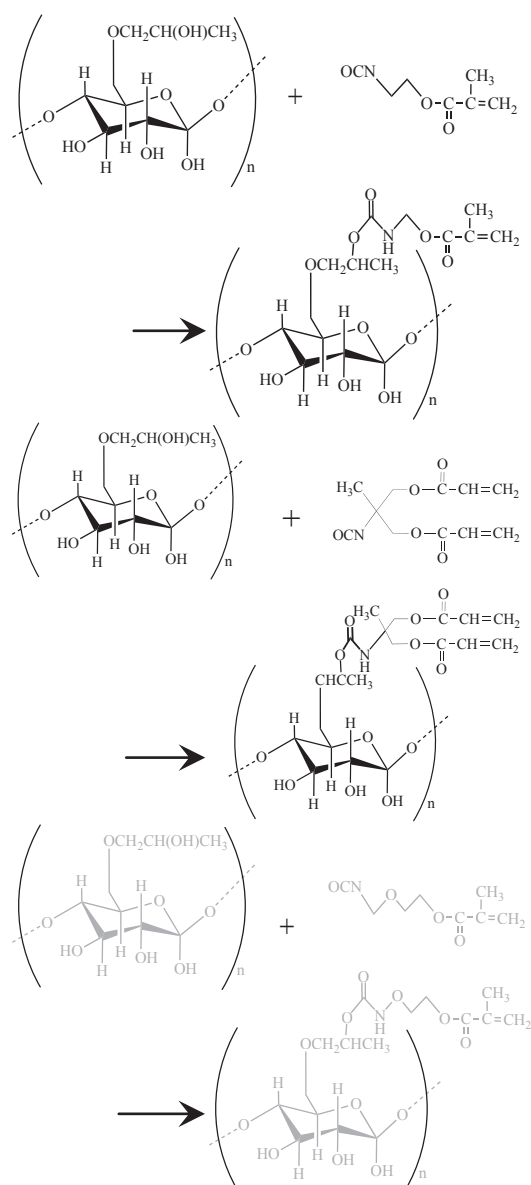 OCH₂CH(OH)CH₃
H H O O
O H OH OH
HO H n
+
OCN O C CH₃
O C=CH₂
O
N O C CH₃
O H O C=CH₂
OCH₂CHCH₃ O
H H O O
O H OH OH
HO H n
OCH₂CH(OH)CH₃
H H O O
O H OH OH
HO H n
+
O
H₃C O C CH=CH₂
OCN O C CH=CH₂
O
O
O H₃C O C CH=CH₂
O N H O C CH=CH₂
O
CHCH₃
H H O O
O H OH OH
HO H n
OCH₂CH(OH)CH₃
H H O O
O H OH OH
HO H n
+
OCN O CH₃
O C C=CH₂
O
O
N O CH₃
O H O C C=CH₂
OCH₂CHCH₃ O
H H O O
O H OH OH
HO H n